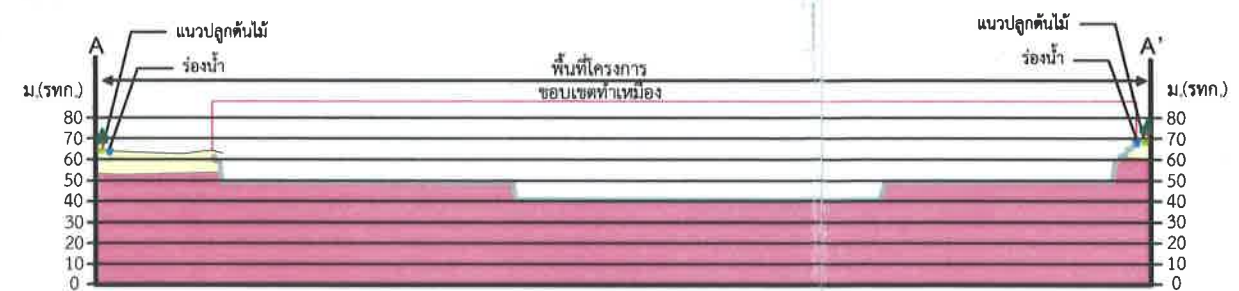 แนวปลูกต้นไม้
แนวปลูกต้นไม้
A
A'
ร่องน้ำ
ร่องน้ำ
พื้นที่โครงการ
ม.(รทก.)
ขอบเขตทำเหมือง
ม.(รทก.)
80
80
70
70
60
60
50
50
40
40
30
30
20
20
10
10
0
0